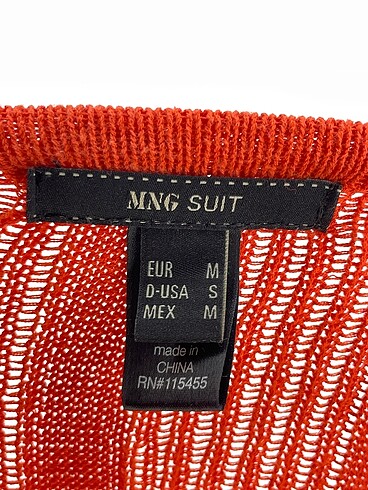 MNG SUIT
EUR M
D-USA S
MEX M
made in
CHINA
RN#115455